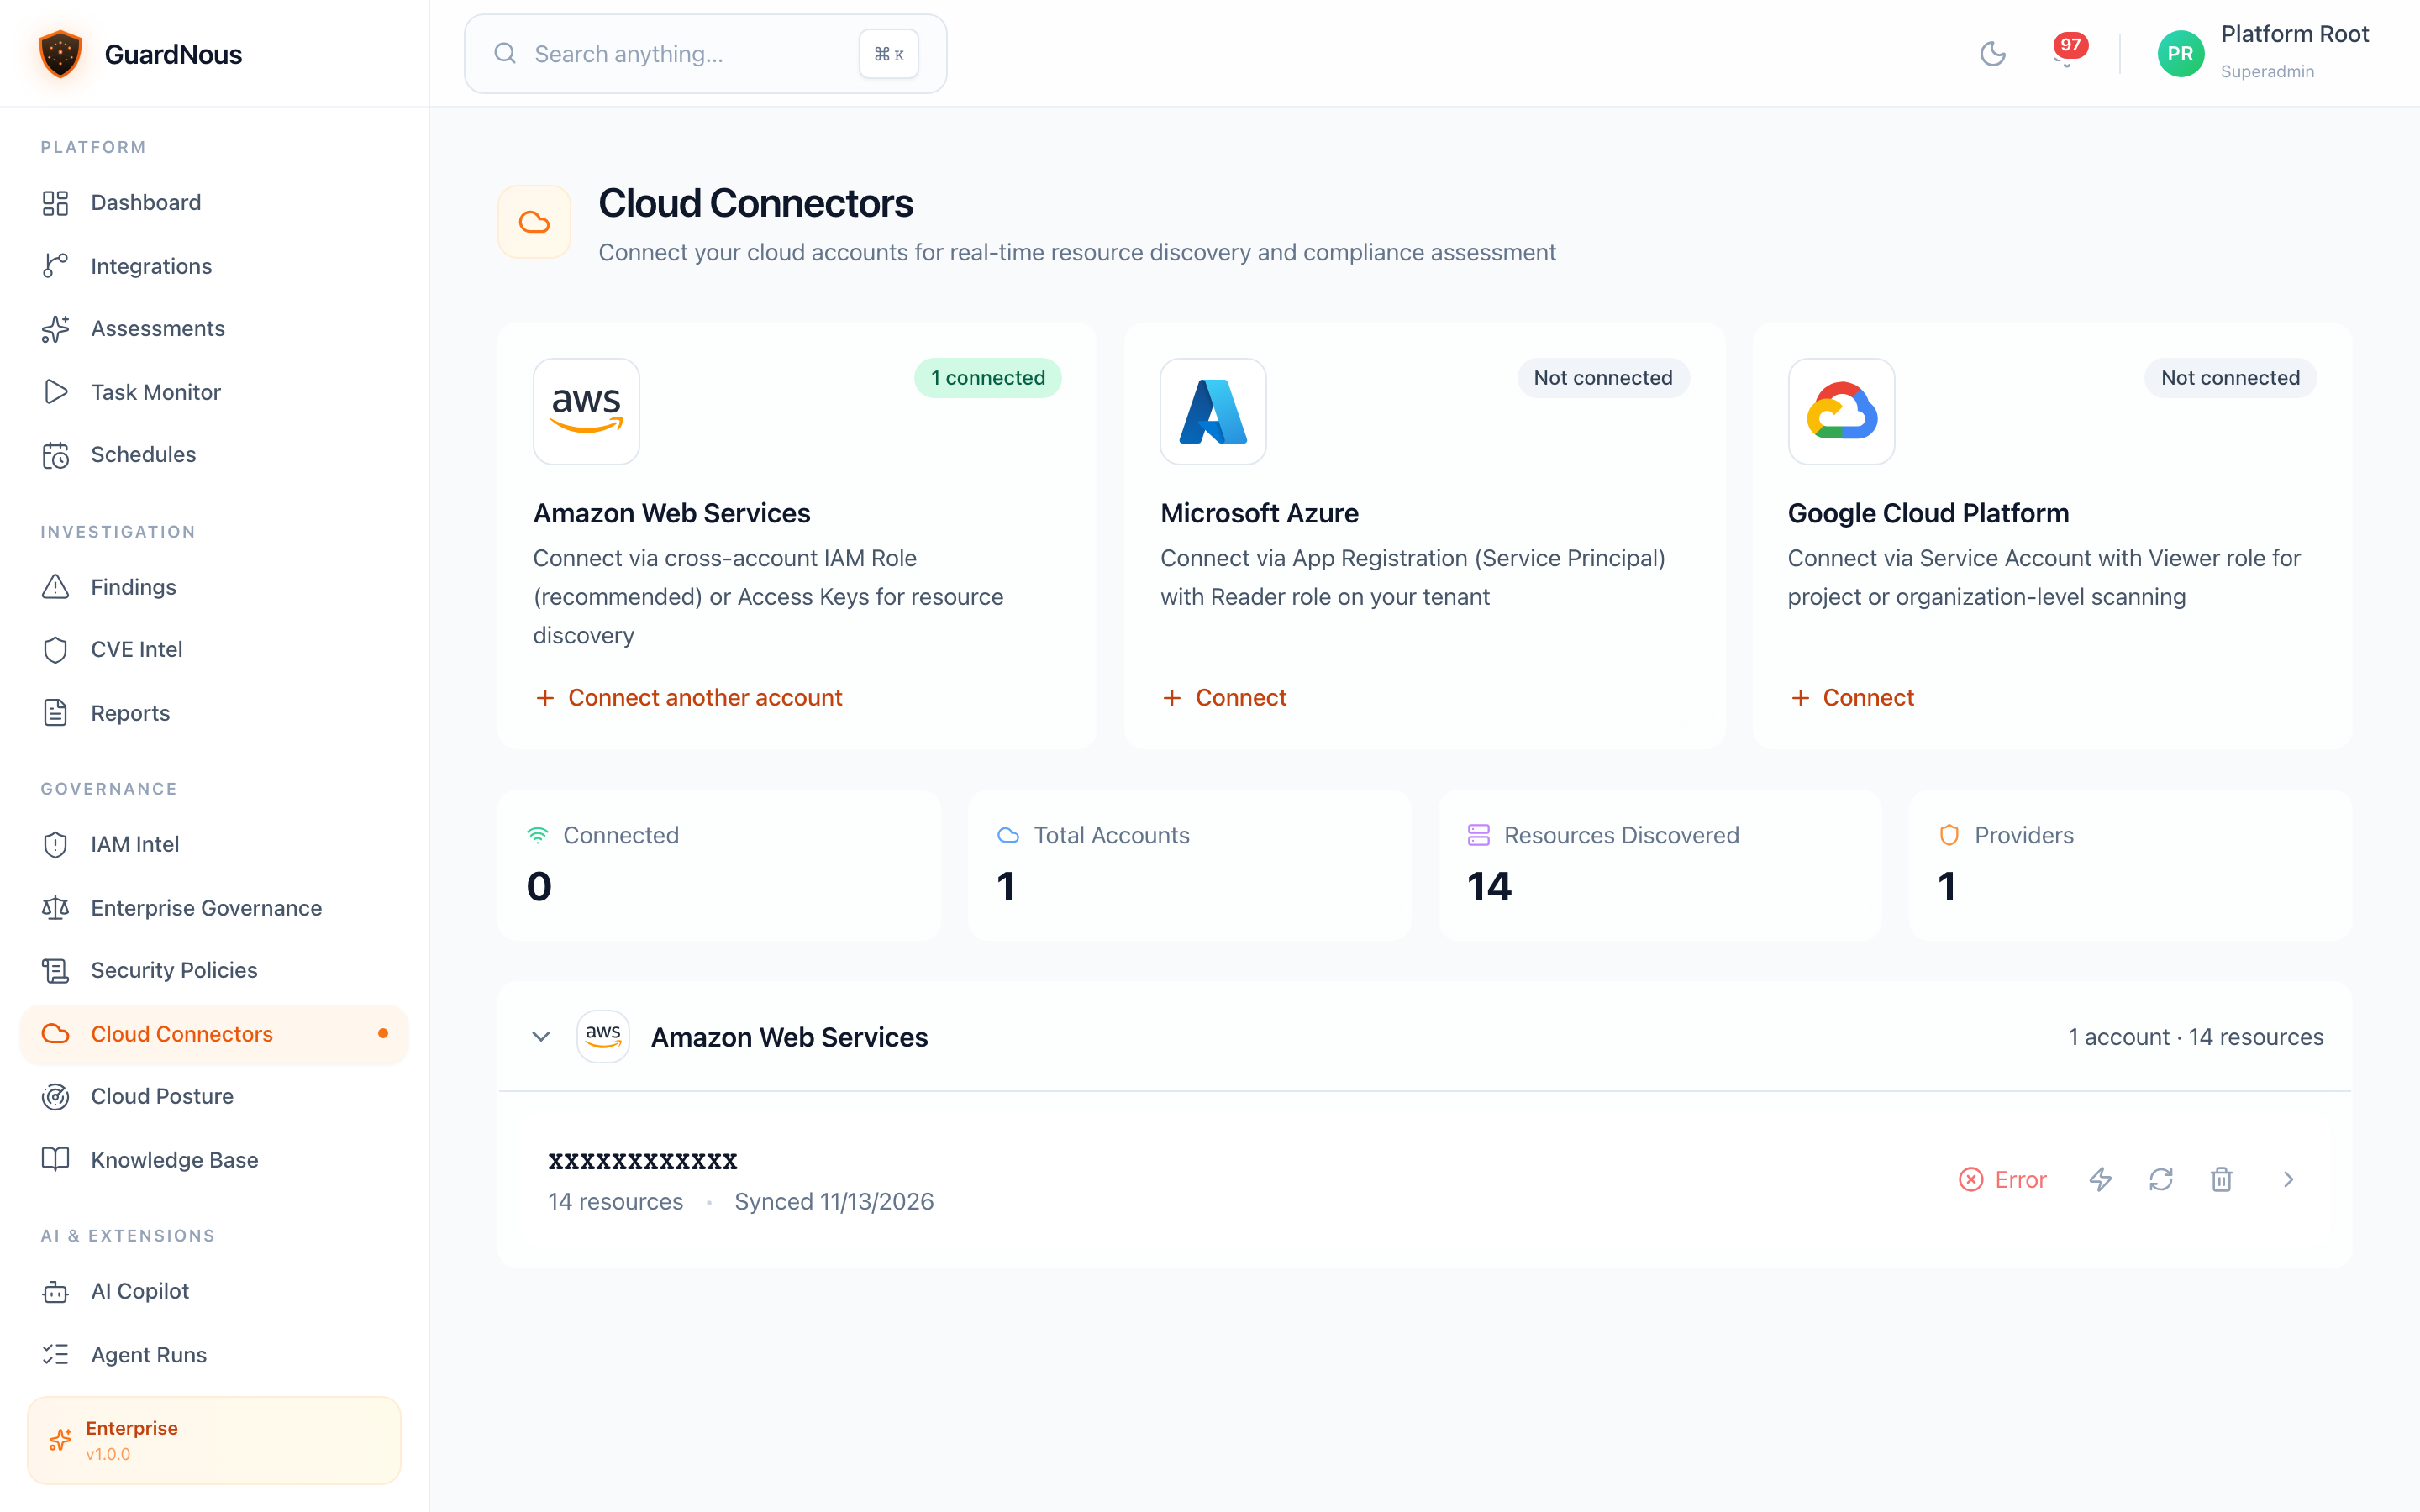 GuardNous
Search anything...
⌘ K
97
PR
Platform Root
Superadmin
PLATFORM
Dashboard
Integrations
Assessments
Task Monitor
Schedules
INVESTIGATION
Findings
CVE Intel
Reports
GOVERNANCE
IAM Intel
Enterprise Governance
Security Policies
Cloud Connectors
Cloud Posture
Knowledge Base
AI & EXTENSIONS
AI Copilot
Agent Runs
Enterprise
v1.0.0
Cloud Connectors
Connect your cloud accounts for real-time resource discovery and compliance assessment
aws
1 connected
Amazon Web Services
Connect via cross-account IAM Role
(recommended) or Access Keys for resource
discovery
+ Connect another account
Not connected
Microsoft Azure
Connect via App Registration (Service Principal)
with Reader role on your tenant
+ Connect
Not connected
Google Cloud Platform
Connect via Service Account with Viewer role for
project or organization-level scanning
+ Connect
Connected
0
Total Accounts
1
Resources Discovered
14
Providers
1
aws
Amazon Web Services
1 account · 14 resources
xxxxxxxxxxxx
14 resources • Synced 11/13/2026
Error